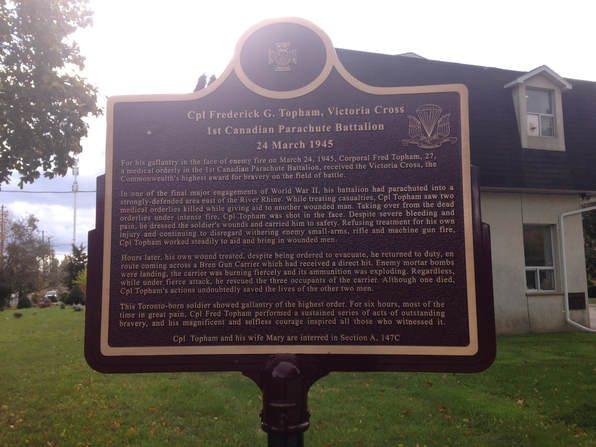 Cpl Frederick G. Topham, Victoria Cross
1st Canadian Parachute Battalion
24 March 1945
For his gallantry in the face of enemy fire on March 24, 1945, Corporal Fred Topham, 27,
a medical orderly in the 1st Canadian Parachute Battalion, received the Victoria Cross, the
Commonwealth's highest award for bravery on the field of battle.
In one of the final major engagements of World War II, his battalion had parachuted into a
strongly-defended area east of the River Rhine. While treating casualties, Cpl Topham saw two
medical orderlies killed while giving aid to another wounded man. Taking over from the dead
orderlies under intense fire, Cpl Topham was shot in the face. Despite severe bleeding and
pain, he dressed the soldier's wounds and carried him to safety. Refusing treatment for his own
injury and continuing to disregard withering enemy small-arms, rifle and machine gun fire,
Cpl Topham worked steadily to aid and bring in wounded men.
Hours later, his own wound treated, despite being ordered to evacuate, he returned to duty, en
route coming across a Bren Gun Carrier which had received a direct hit. Enemy mortar bombs
were landing, the carrier was burning fiercely and its ammunition was exploding. Regardless,
while under fierce attack, he rescued the three occupants of the carrier. Although one died,
Cpl Topham's actions undoubtedly saved the lives of the other two men.
This Toronto-born soldier showed gallantry of the highest order. For six hours, most of the
time in great pain, Cpl Fred Topham performed a sustained series of acts of outstanding
bravery, and his magnificent and selfless courage inspired all those who witnessed it.
Cpl Topham and his wife Mary are interred in Section A, 147C